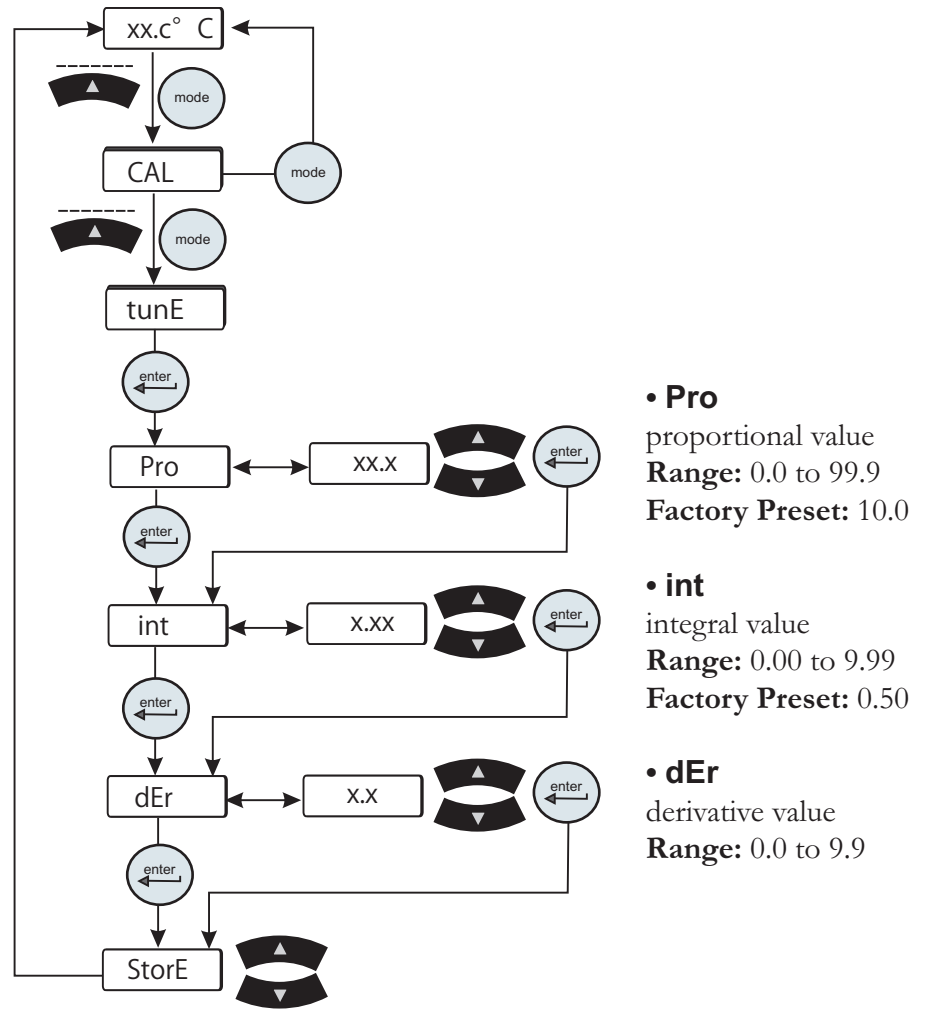 xx.c° C
mode
mode
CAL
mode
tunE
enter
Pro
xx.x
enter
enter
int
x.xx
enter
enter
dEr
x.x
enter
enter
StorE
• Pro
proportional value
Range: 0.0 to 99.9
Factory Preset: 10.0
• int
integral value
Range: 0.00 to 9.99
Factory Preset: 0.50
• dEr
derivative value
Range: 0.0 to 9.9